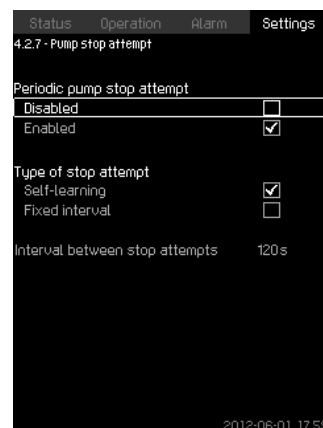 Status Operation Alarm Settings
4.2.7 - Pump stop attempt
Periodic pump stop attempt
Disabled
Enabled
Type of stop attempt
Self-learning
Fixed interval
Interval between stop attempts 120s
2012-06-01 17:5